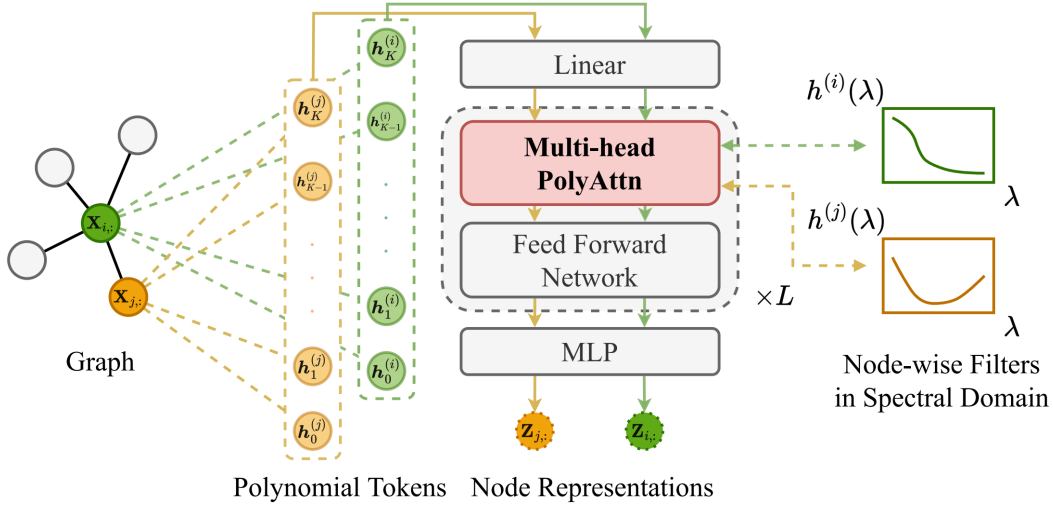 h_K^{(i)}
h_K^{(j)}
h_{K-1}^{(i)}
h_{K-1}^{(j)}
h_1^{(i)}
h_0^{(i)}
h_1^{(j)}
h_0^{(j)}
X_{i,:}
X_{j,:}
Graph
Polynomial Tokens
Linear
Multi-head
PolyAttn
Feed Forward
Network
×L
MLP
Z_{j,:}
Z_{i,:}
Node Representations
h^{(i)}(λ)
λ
h^{(j)}(λ)
λ
Node-wise Filters
in Spectral Domain